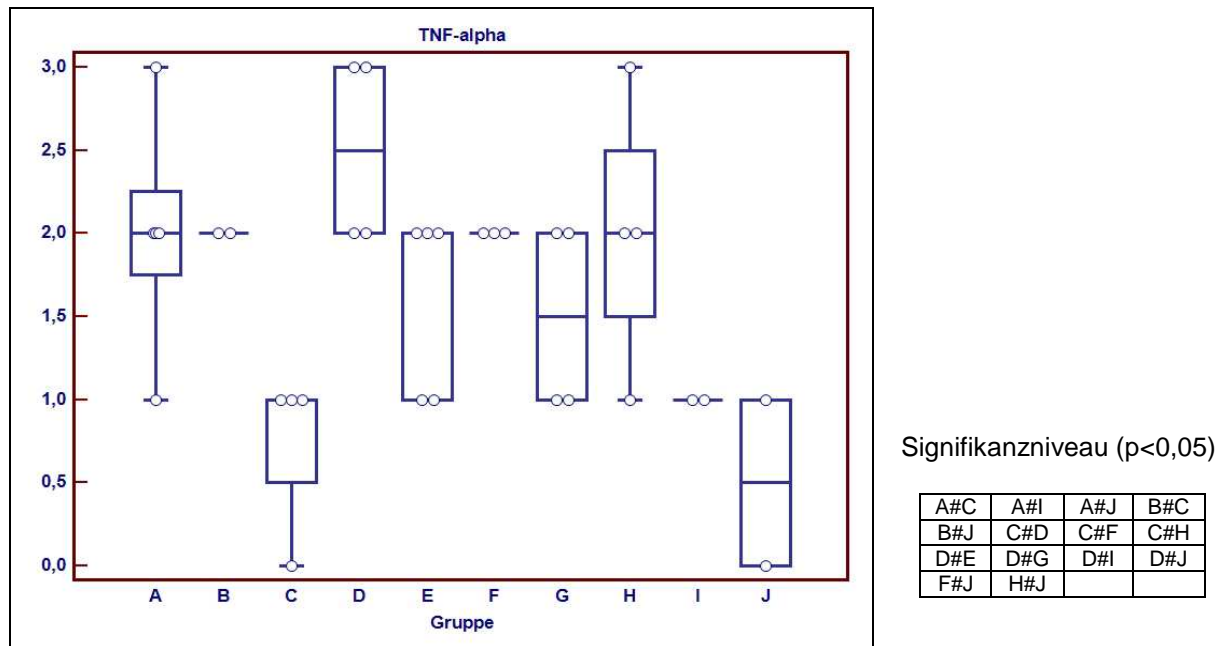 TNF-alpha
3,0
2,5
2,0
1,5
1,0
0,5
0,0
A B C D E F G H I J
Gruppe
Signifikanzniveau (p<0,05)
A#C A#I A#J B#C
B#J C#D C#F C#H
D#E D#G D#I D#J
F#J H#J